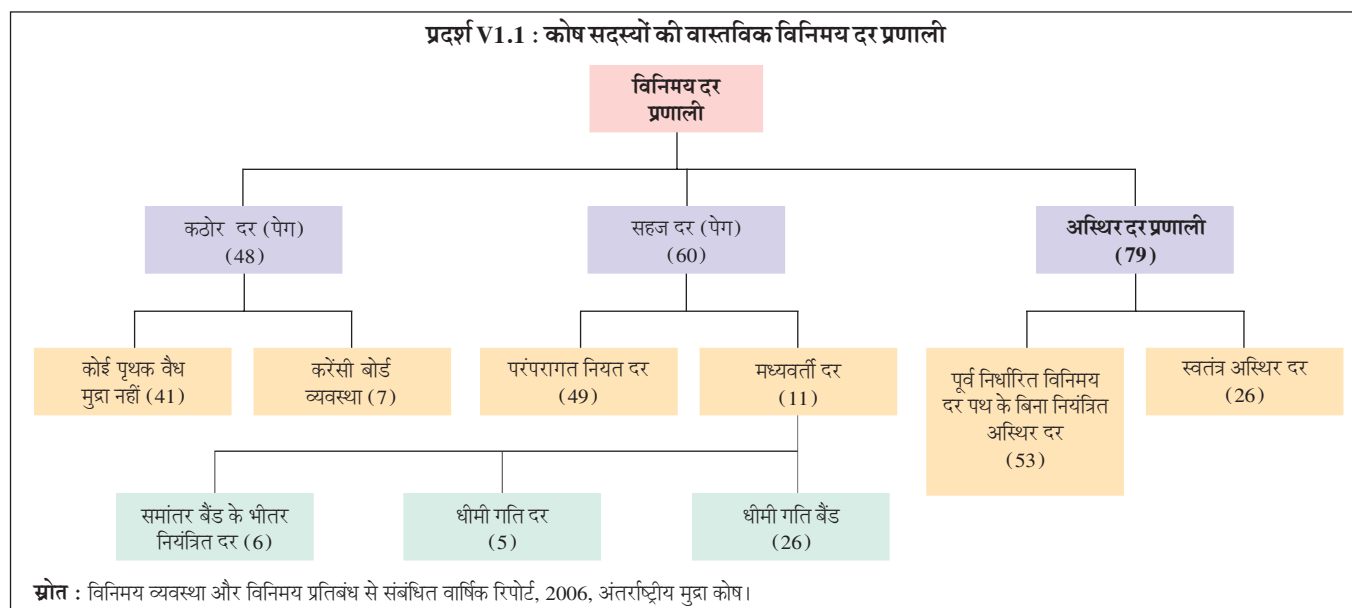 प्रदर्श V1.1 : कोष सदस्यों की वास्तविक विनिमय दर प्रणाली
विनिमय दर
प्रणाली
कठोर दर (पेग)
(48)
सहज दर (पेग)
(60)
अस्थिर दर प्रणाली
(79)
कोई पृथक वैध
मुद्रा नहीं (41)
करेंसी बोर्ड
व्यवस्था (7)
परंपरागत नियत दर
(49)
मध्यवर्ती दर
(11)
पूर्व निर्धारित विनिमय
दर पथ के बिना नियंत्रित
अस्थिर दर
(53)
स्वतंत्र अस्थिर दर
(26)
समांतर बैंड के भीतर
नियंत्रित दर (6)
धीमी गति दर
(5)
धीमी गति बैंड
(26)
स्रोत : विनिमय व्यवस्था और विनिमय प्रतिबंध से संबंधित वार्षिक रिपोर्ट, 2006, अंतर्राष्ट्रीय मुद्रा कोष।